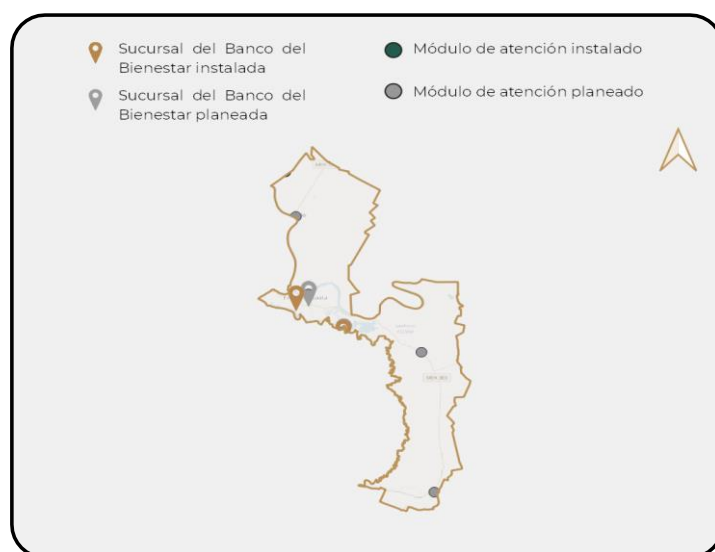 Sucursal del Banco del
Bienestar instalada
Sucursal del Banco del
Bienestar planeada
Módulo de atención instalado
Módulo de atención planeado